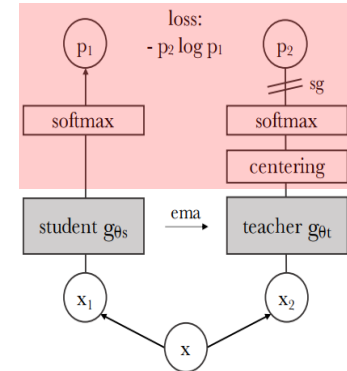 loss:
- p₂ log p₁
p₁
p₂
sg
softmax
softmax
centering
student gθs
ema
teacher gθt
x₁
x₂
x